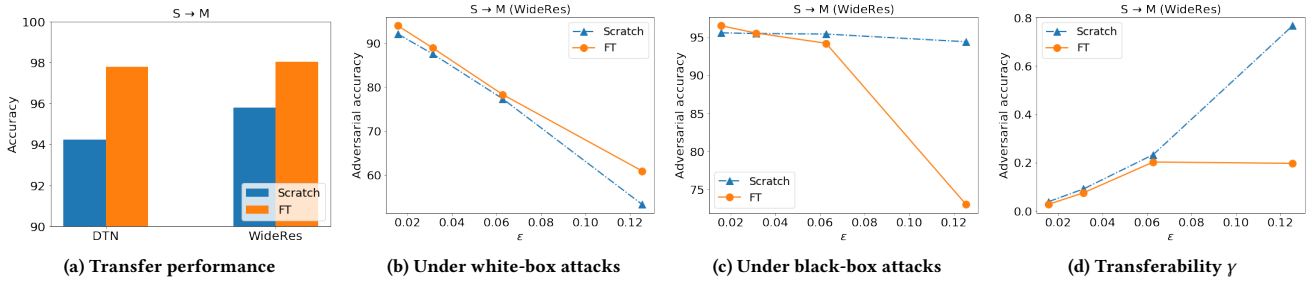 S → M
100
98
96
94
92
90
Accuracy
DTN
WideRes
Scratch
FT
(a) Transfer performance
S → M (WideRes)
90
80
70
60
Adversarial accuracy
0.02 0.04 0.06 0.08 0.10 0.12
ε
Scratch
FT
(b) Under white-box attacks
S → M (WideRes)
95
90
85
80
75
Adversarial accuracy
0.02 0.04 0.06 0.08 0.10 0.12
ε
Scratch
FT
(c) Under black-box attacks
S → M (WideRes)
0.8
0.6
0.4
0.2
0.0
Adversarial accuracy
0.02 0.04 0.06 0.08 0.10 0.12
ε
Scratch
FT
(d) Transferability γ